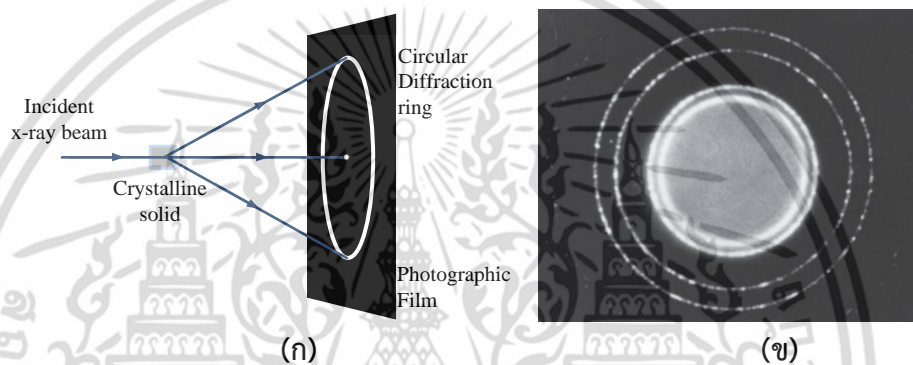 Incident
x-ray beam
Crystalline
solid
Circular
Diffraction
ring
Photographic
Film
(ก)
(ข)